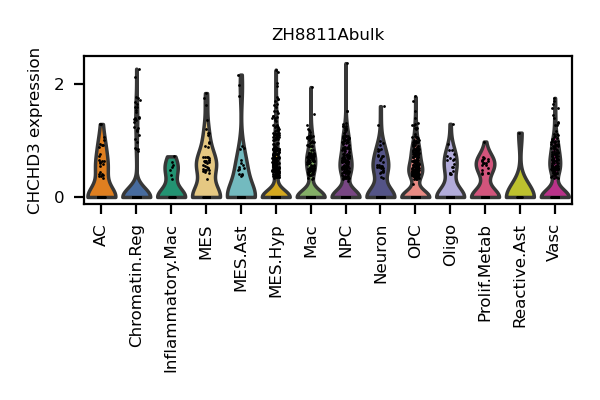 ZH8811Abulk
CHCHD3 expression
2
0
AC
Chromatin.Reg
Inflammatory.Mac
MES
MES.Ast
MES.Hyp
Mac
NPC
Neuron
OPC
Oligo
Prolif.Metab
Reactive.Ast
Vasc